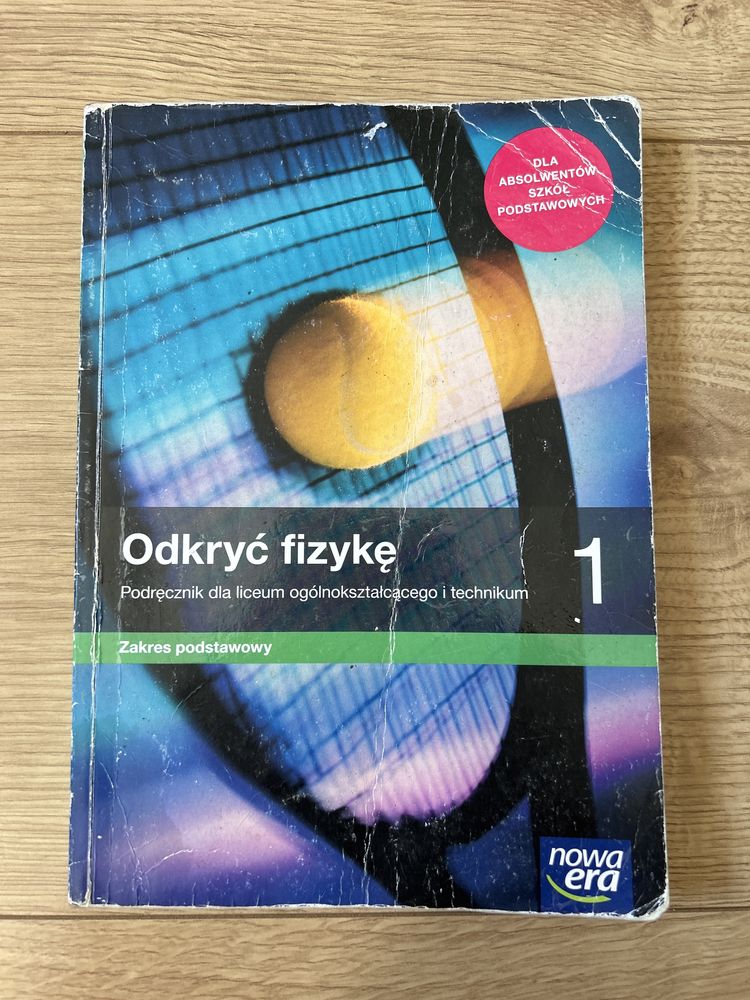 DLA
ABSOLWENTÓW
SZKÓŁ
PODSTAWOWYCH
Odkryć fizykę
1
Podręcznik dla liceum ogólnokształcącego i technikum
Zakres podstawowy
nowa
era